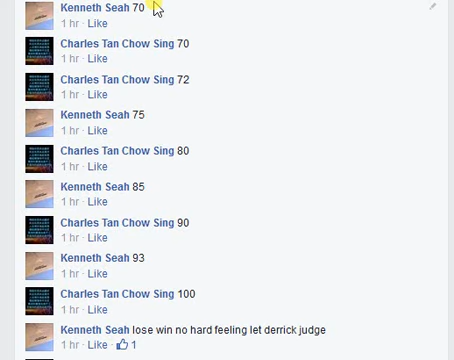 Kenneth Seah 70
1 hr · Like
Charles Tan Chow Sing 70
1 hr · Like
Charles Tan Chow Sing 72
1 hr · Like
Kenneth Seah 75
1 hr · Like
Charles Tan Chow Sing 80
1 hr · Like
Kenneth Seah 85
1 hr · Like
Charles Tan Chow Sing 90
1 hr · Like
Kenneth Seah 93
1 hr · Like
Charles Tan Chow Sing 100
1 hr · Like
Kenneth Seah lose win no hard feeling let derrick judge
1 hr · Like · 1